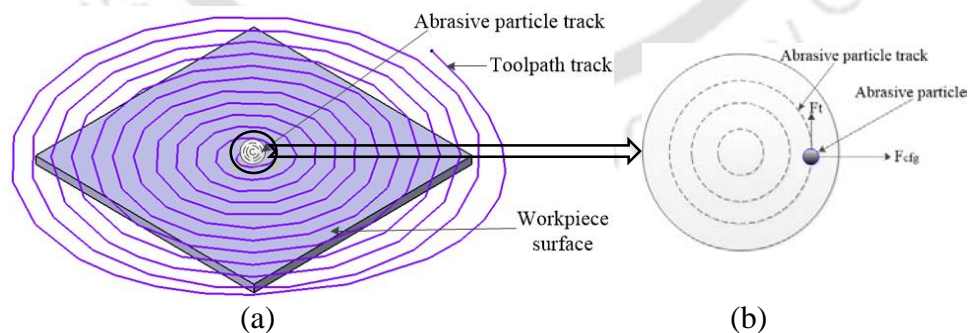 Abrasive particle track
Toolpath track
Workpiece
surface
(a)
Abrasive particle track
Abrasive particle
Ft
Fcfg
(b)